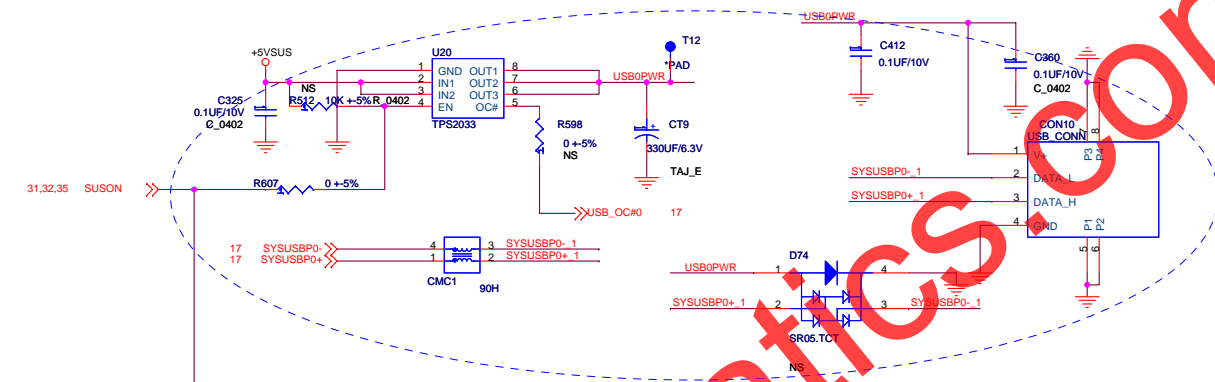 USB0PWR
+5VSUS
U20
T12
*PAD
C412
0.1UF/10V
C360
0.1UF/10V
C_0402
1 GND OUT1 8
2 IN1 OUT2 7
3 IN2 OUT3 6
4 EN OC# 5
TPS2033
USB0PWR
NS
R512 10K +-5% R_0402
C325
0.1UF/10V
C_0402
R598
0 +-5%
NS
CT9
+
330UF/6.3V
TAJ_E
CON10
USB_CONN
7 8
P3 P4
1 V+
SYSUSBP0-_1 2 DATA_L
SYSUSBP0+_1 3 DATA_H
4 GND
P1 P2
5 6
31,32,35 SUSON
R607 0 +-5%
USB_OC#0 17
17 SYSUSBP0- 4 3 SYSUSBP0-_1
17 SYSUSBP0+ 1 2 SYSUSBP0+_1
CMC1
90H
D74
USB0PWR 1 4
SYSUSBP0+_1 2 3 SYSUSBP0-_1
SR05.TCT
NS